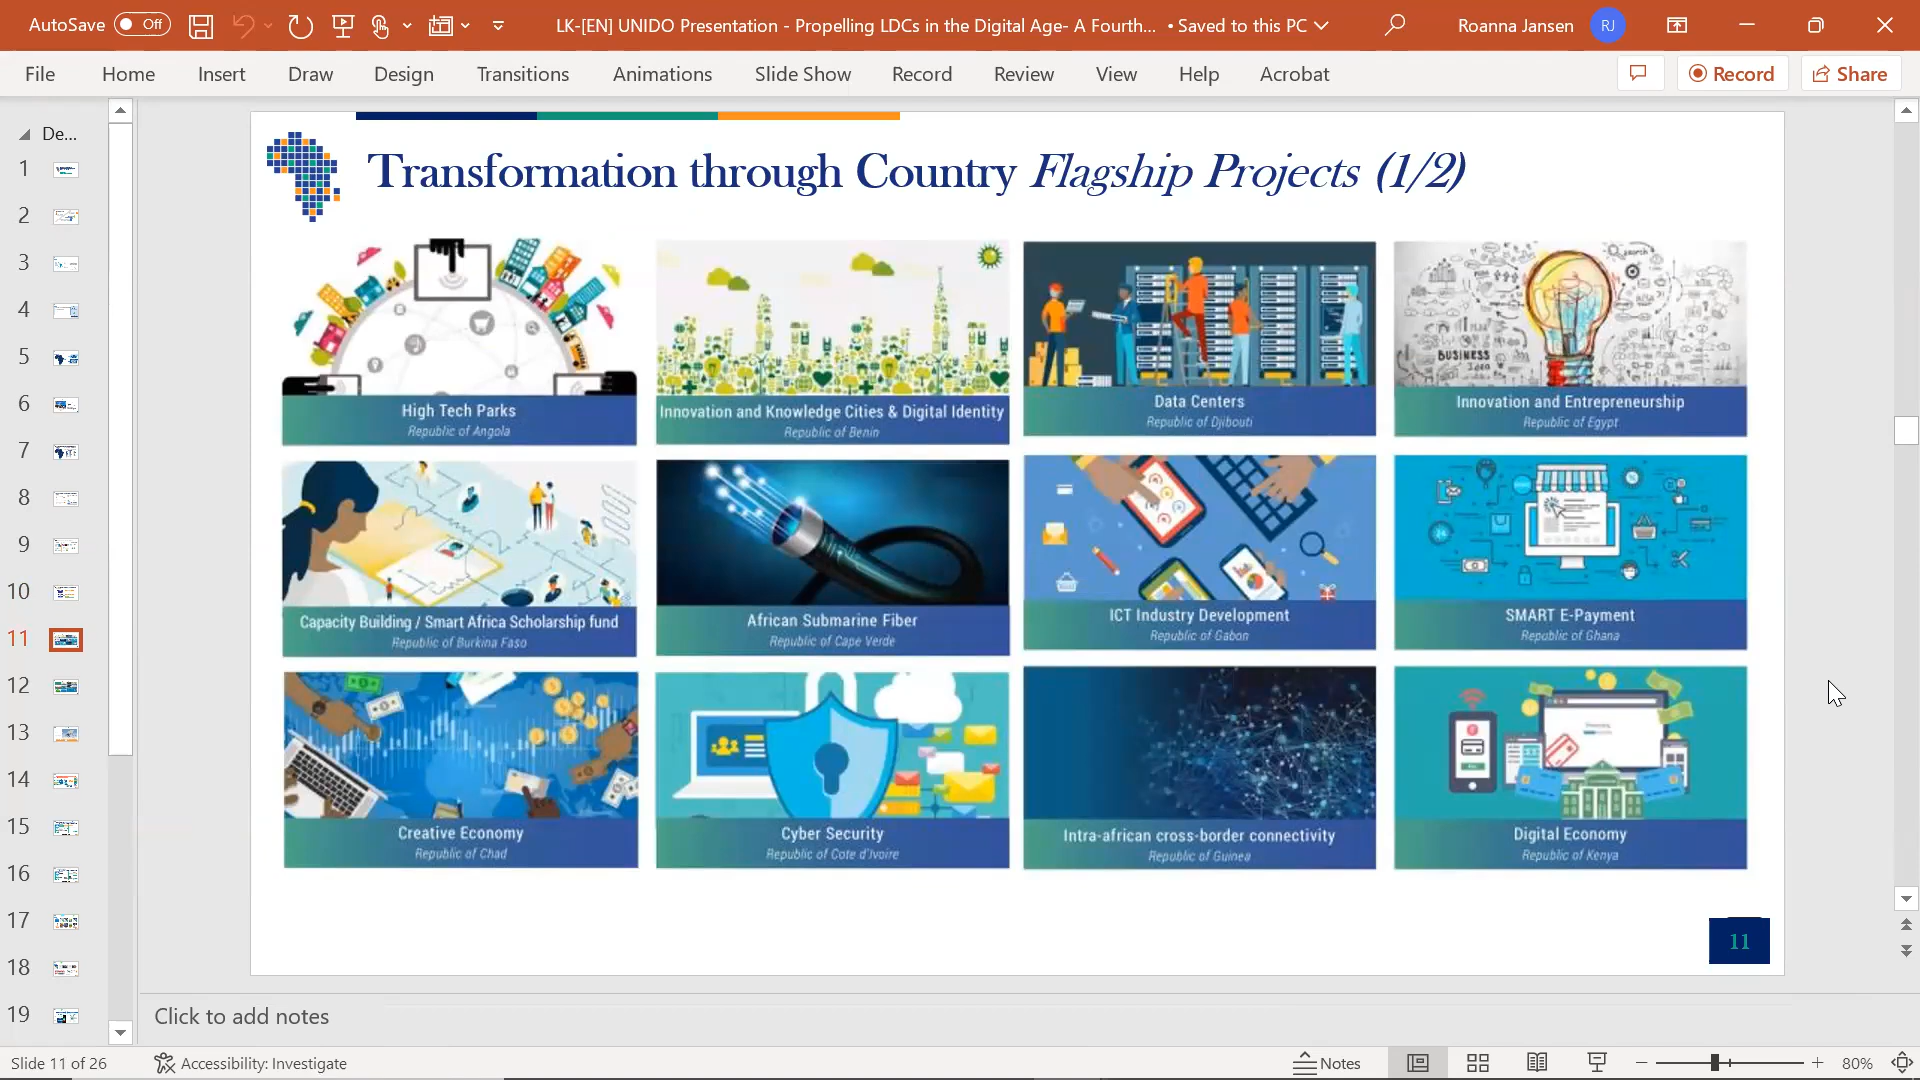 AutoSave Off LK-[EN] UNIDO Presentation - Propelling LDCs in the Digital Age- A Fourth... • Saved to this PC Roanna Jansen RJ
File Home Insert Draw Design Transitions Animations Slide Show Record Review View Help Acrobat Record Share
De...
1
2
3
4
5
6
7
8
9
10
11
12
13
14
15
16
17
18
19
Transformation through Country Flagship Projects (1/2)
High Tech Parks
Republic of Angola
Innovation and Knowledge Cities & Digital Identity
Republic of Benin
Data Centers
Republic of Djibouti
search
BUSINESS
Idea
Innovation and Entrepreneurship
Republic of Egypt
Capacity Building / Smart Africa Scholarship fund
Republic of Burkina Faso
African Submarine Fiber
Republic of Cape Verde
ICT Industry Development
Republic of Gabon
SMART E-Payment
Republic of Ghana
Creative Economy
Republic of Chad
Cyber Security
Republic of Cote d'Ivoire
Intra-african cross-border connectivity
Republic of Guinea
Digital Economy
Republic of Kenya
11
Click to add notes
Slide 11 of 26 Accessibility: Investigate Notes 80%